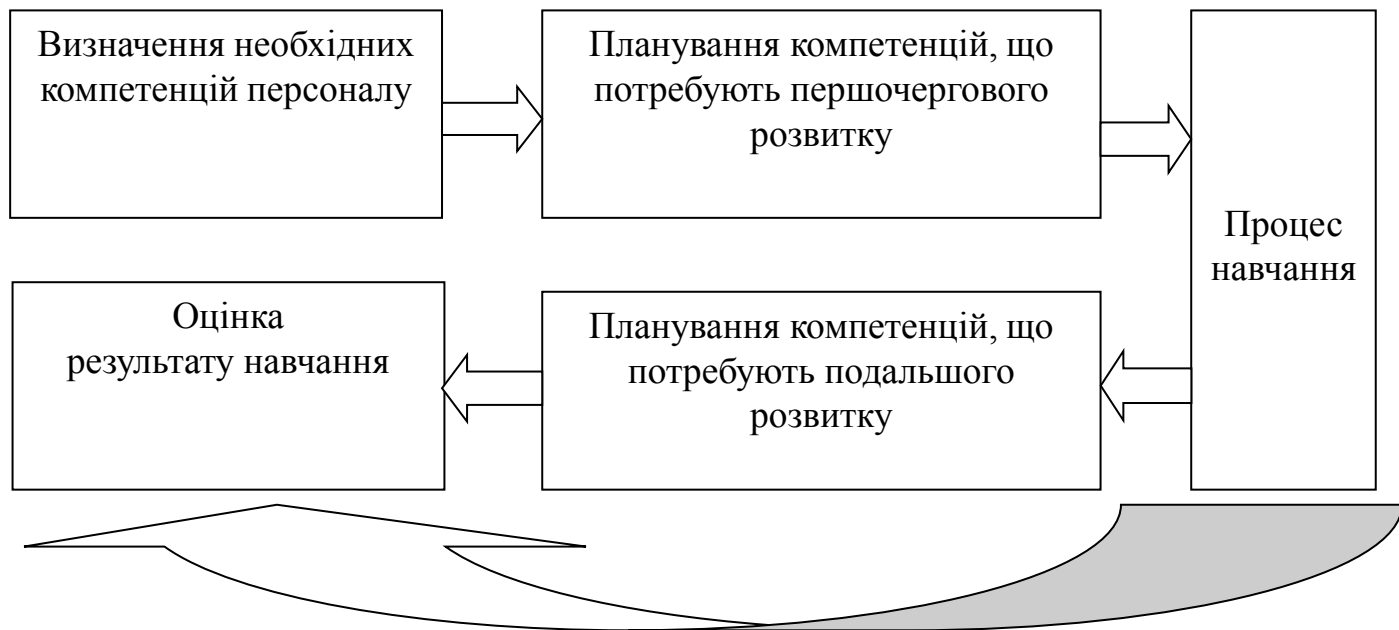 Визначення необхідних
компетенцій персоналу
Планування компетенцій, що
потребують першочергового
розвитку
Процес
навчання
Оцінка
результату навчання
Планування компетенцій, що
потребують подальшого
розвитку